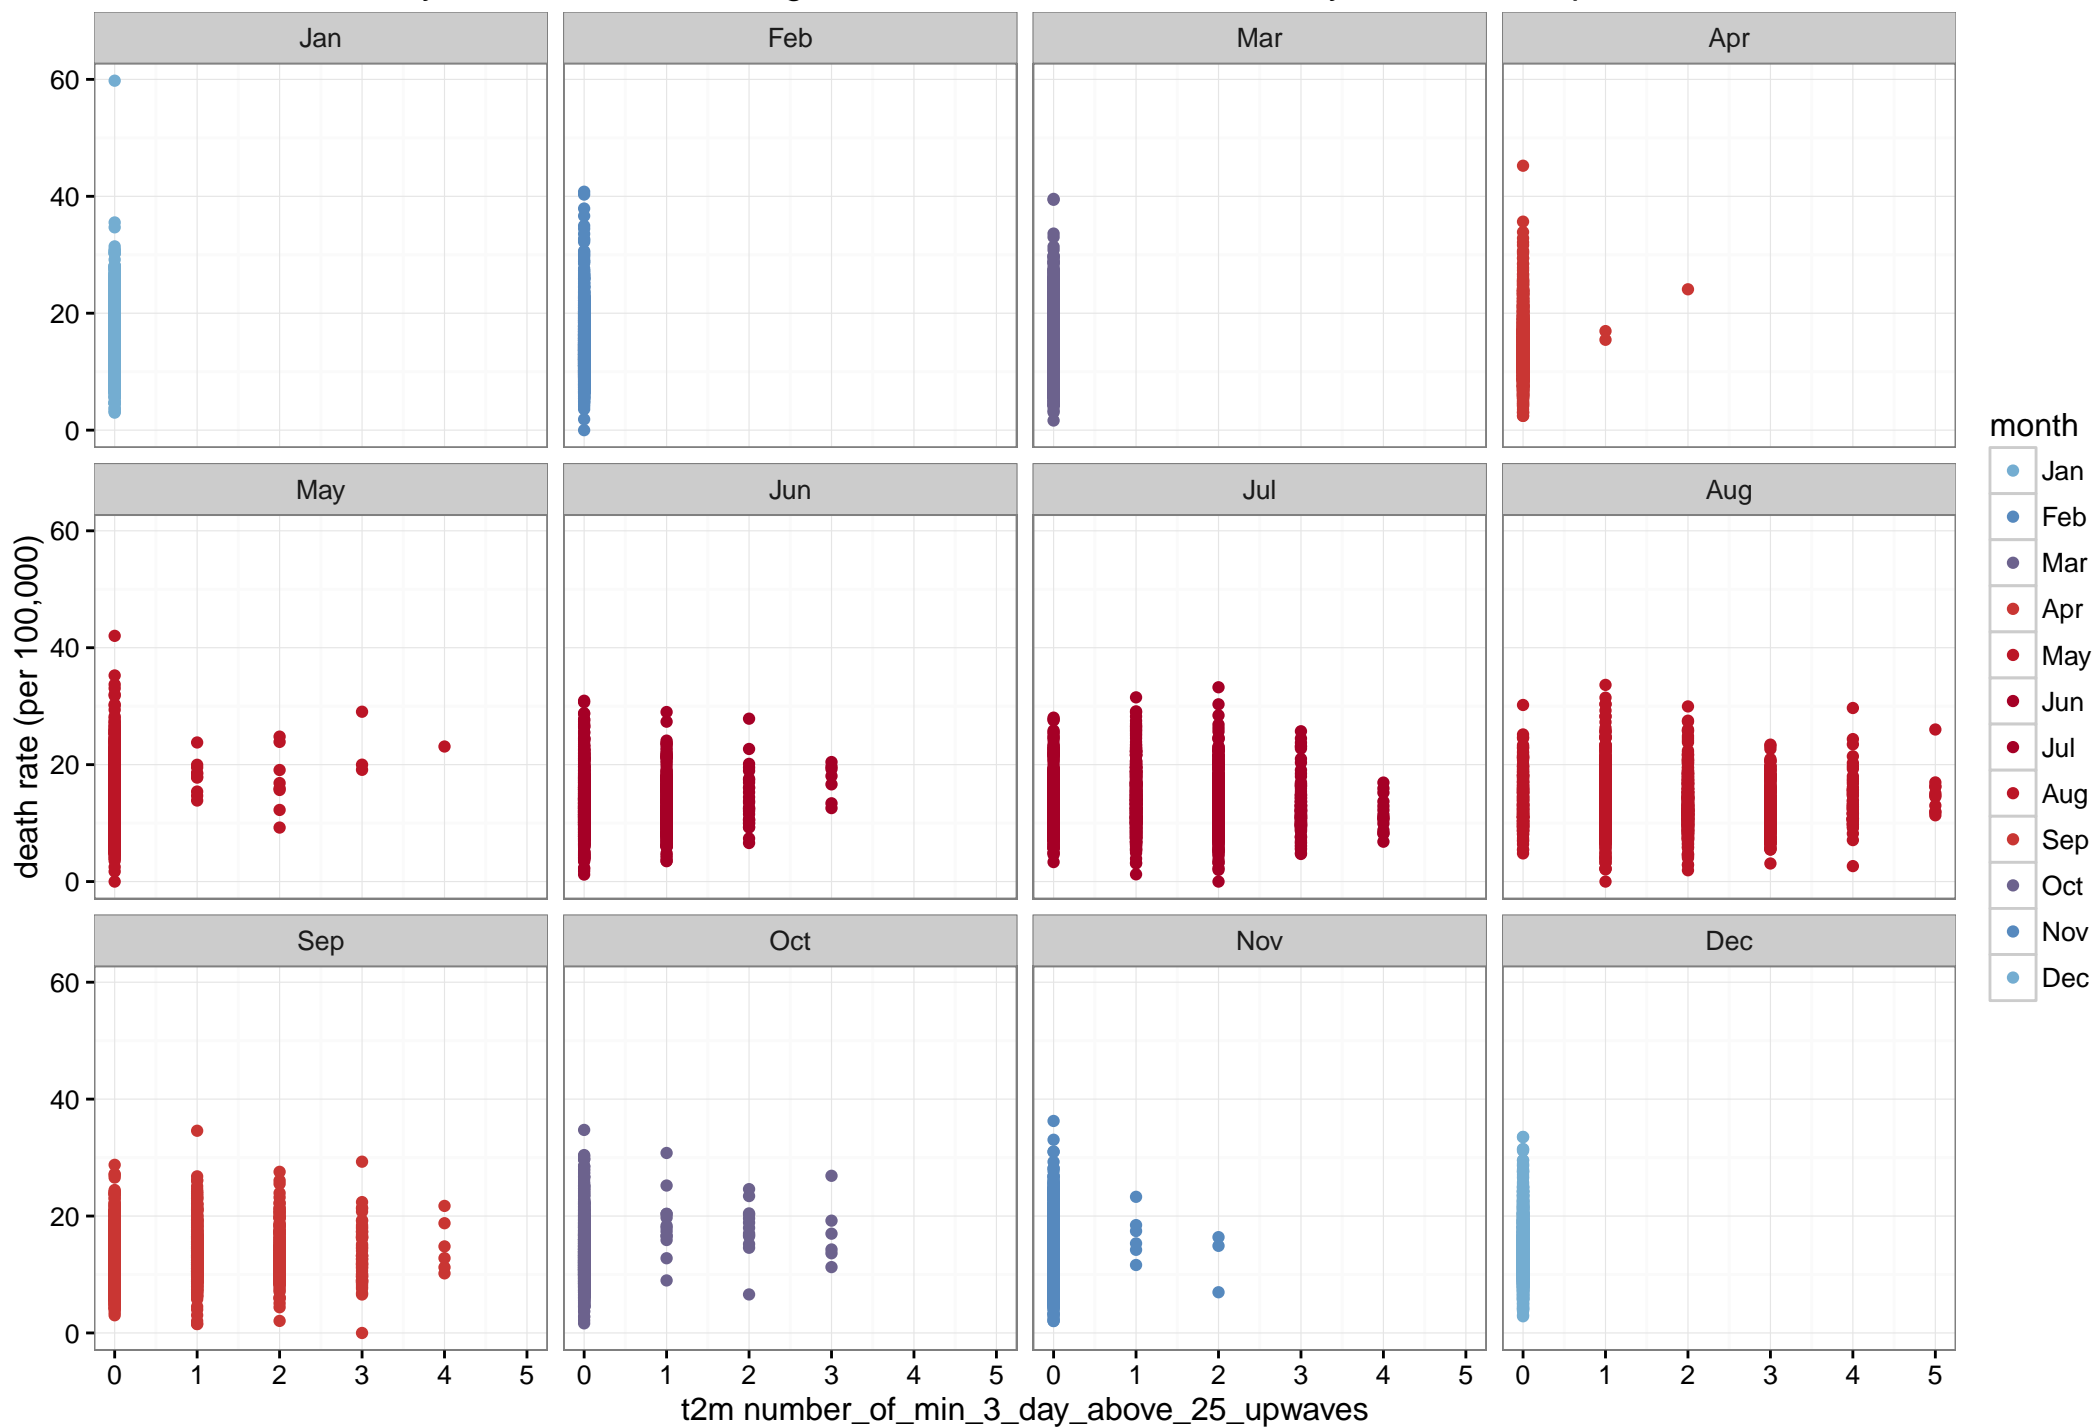 Jan Feb Mar Apr
60
40
20
0
May Jun Jul Aug
60
40
20
0
Sep Oct Nov Dec
60
40
20
0
0 1 2 3 4 5 0 1 2 3 4 5 0 1 2 3 4 5 0 1 2 3 4 5
t2m number_of_min_3_day_above_25_upwaves
death rate (per 100,000)
month
Jan
Feb
Mar
Apr
May
Jun
Jul
Aug
Sep
Oct
Nov
Dec